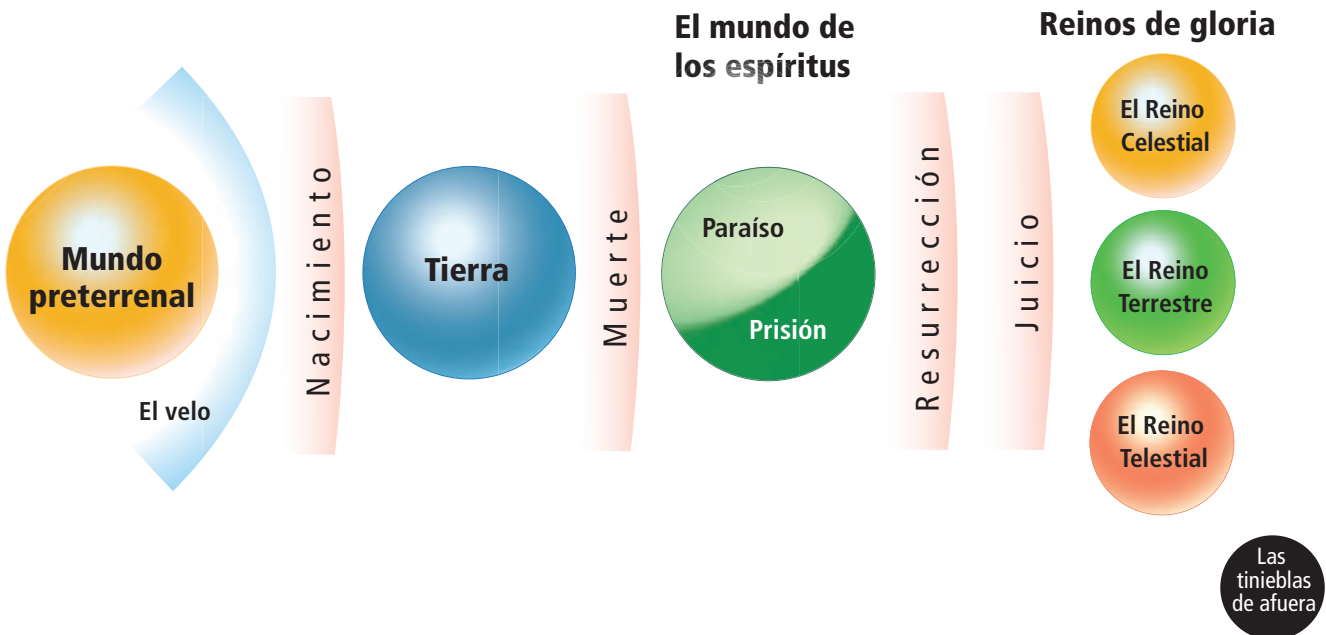 Mundo
preterrenal
El velo
Nacimiento
Tierra
Muerte
El mundo de
los espíritus
Paraíso
Prisión
Resurrección
Juicio
Reinos de gloria
El Reino
Celestial
El Reino
Terrestre
El Reino
Telestial
Las
tinieblas
de afuera